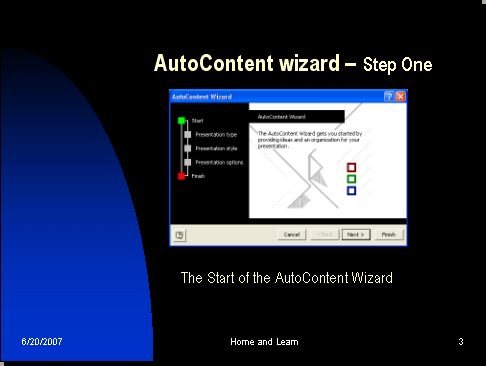 AutoContent wizard – Step One
AutoContent Wizard
Start
Presentation type
Presentation style
Presentation options
Finish
AutoContent Wizard
The AutoContent Wizard gets you started by
providing ideas and an organization for your
presentation.
Cancel
< Back
Next >
Finish
The Start of the AutoContent Wizard
6/20/2007
Home and Learn
3